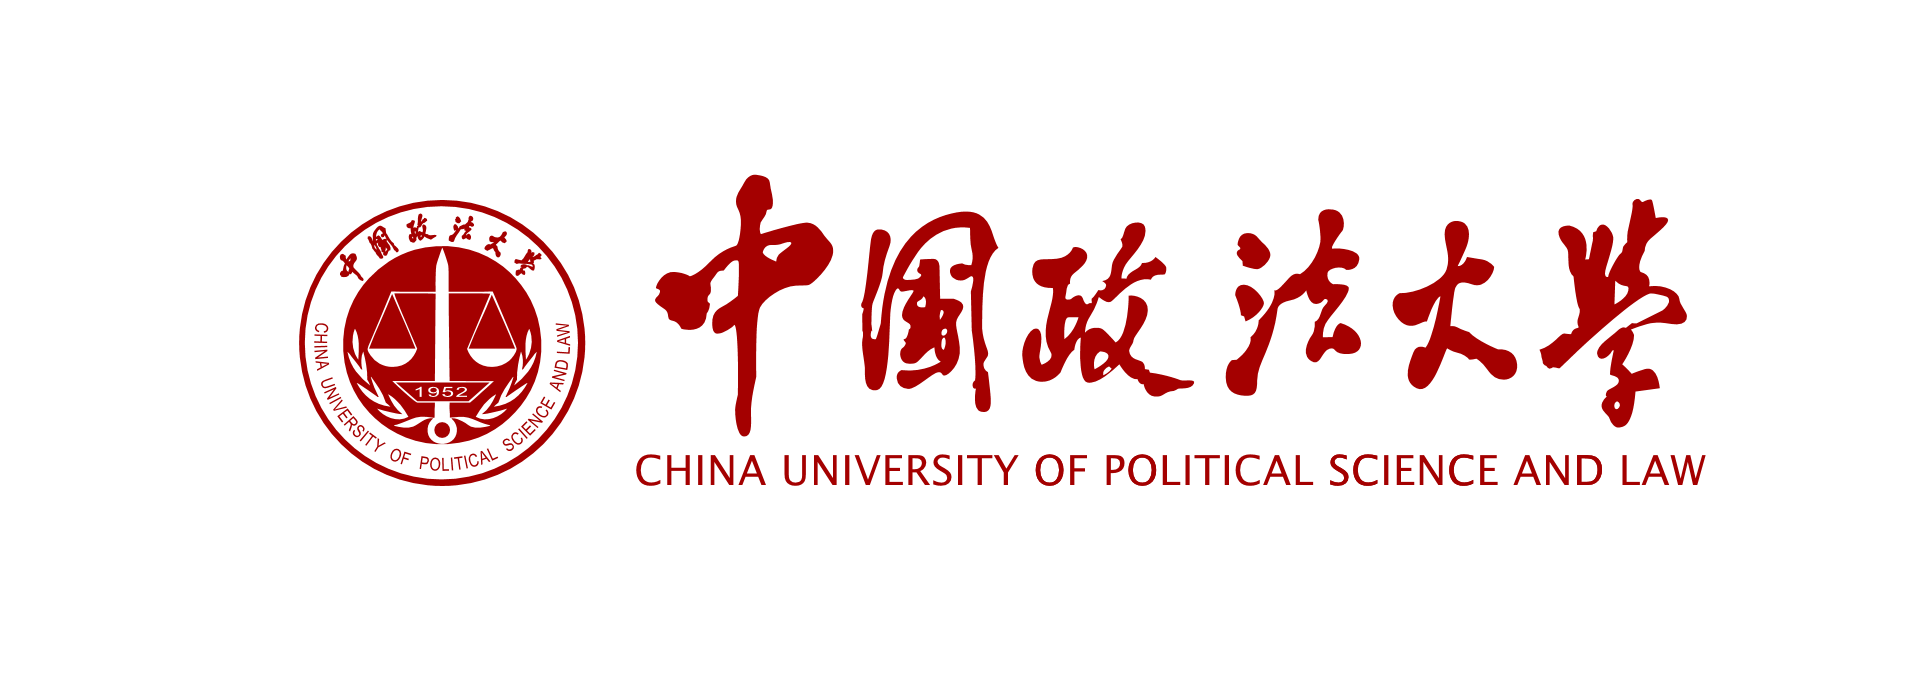 中国政法大学
1952
CHINA UNIVERSITY OF POLITICAL SCIENCE AND LAW
中国政法大學
CHINA UNIVERSITY OF POLITICAL SCIENCE AND LAW